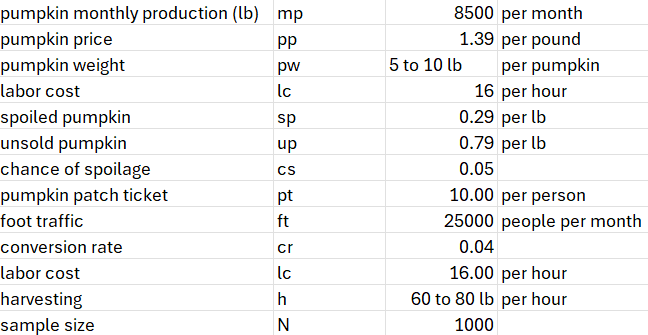 pumpkin monthly production (lb) mp 8500 per month
pumpkin price pp 1.39 per pound
pumpkin weight pw 5 to 10 lb per pumpkin
labor cost lc 16 per hour
spoiled pumpkin sp 0.29 per lb
unsold pumpkin up 0.79 per lb
chance of spoilage cs 0.05
pumpkin patch ticket pt 10.00 per person
foot traffic ft 25000 people per month
conversion rate cr 0.04
labor cost lc 16.00 per hour
harvesting h 60 to 80 lb per hour
sample size N 1000